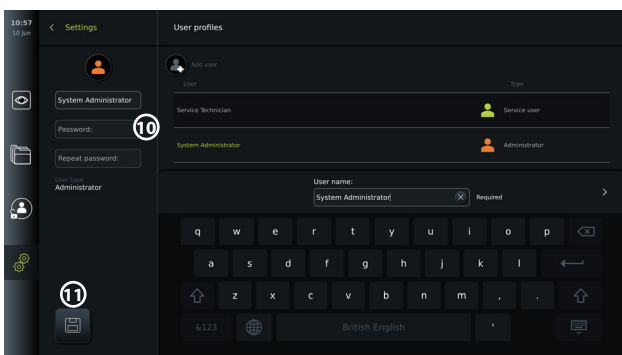 10:57
10 Jun
Settings
User profiles
Add user
User
Type
System Administrator
Service Technician
Service user
Password:
10
System Administrator
Administrator
Repeat password:
User type:
Administrator
User name:
System Administrator
Required
q w e r t y u i o p
a s d f g h j k l
z x c v b n m , .
11
&123
British English
'